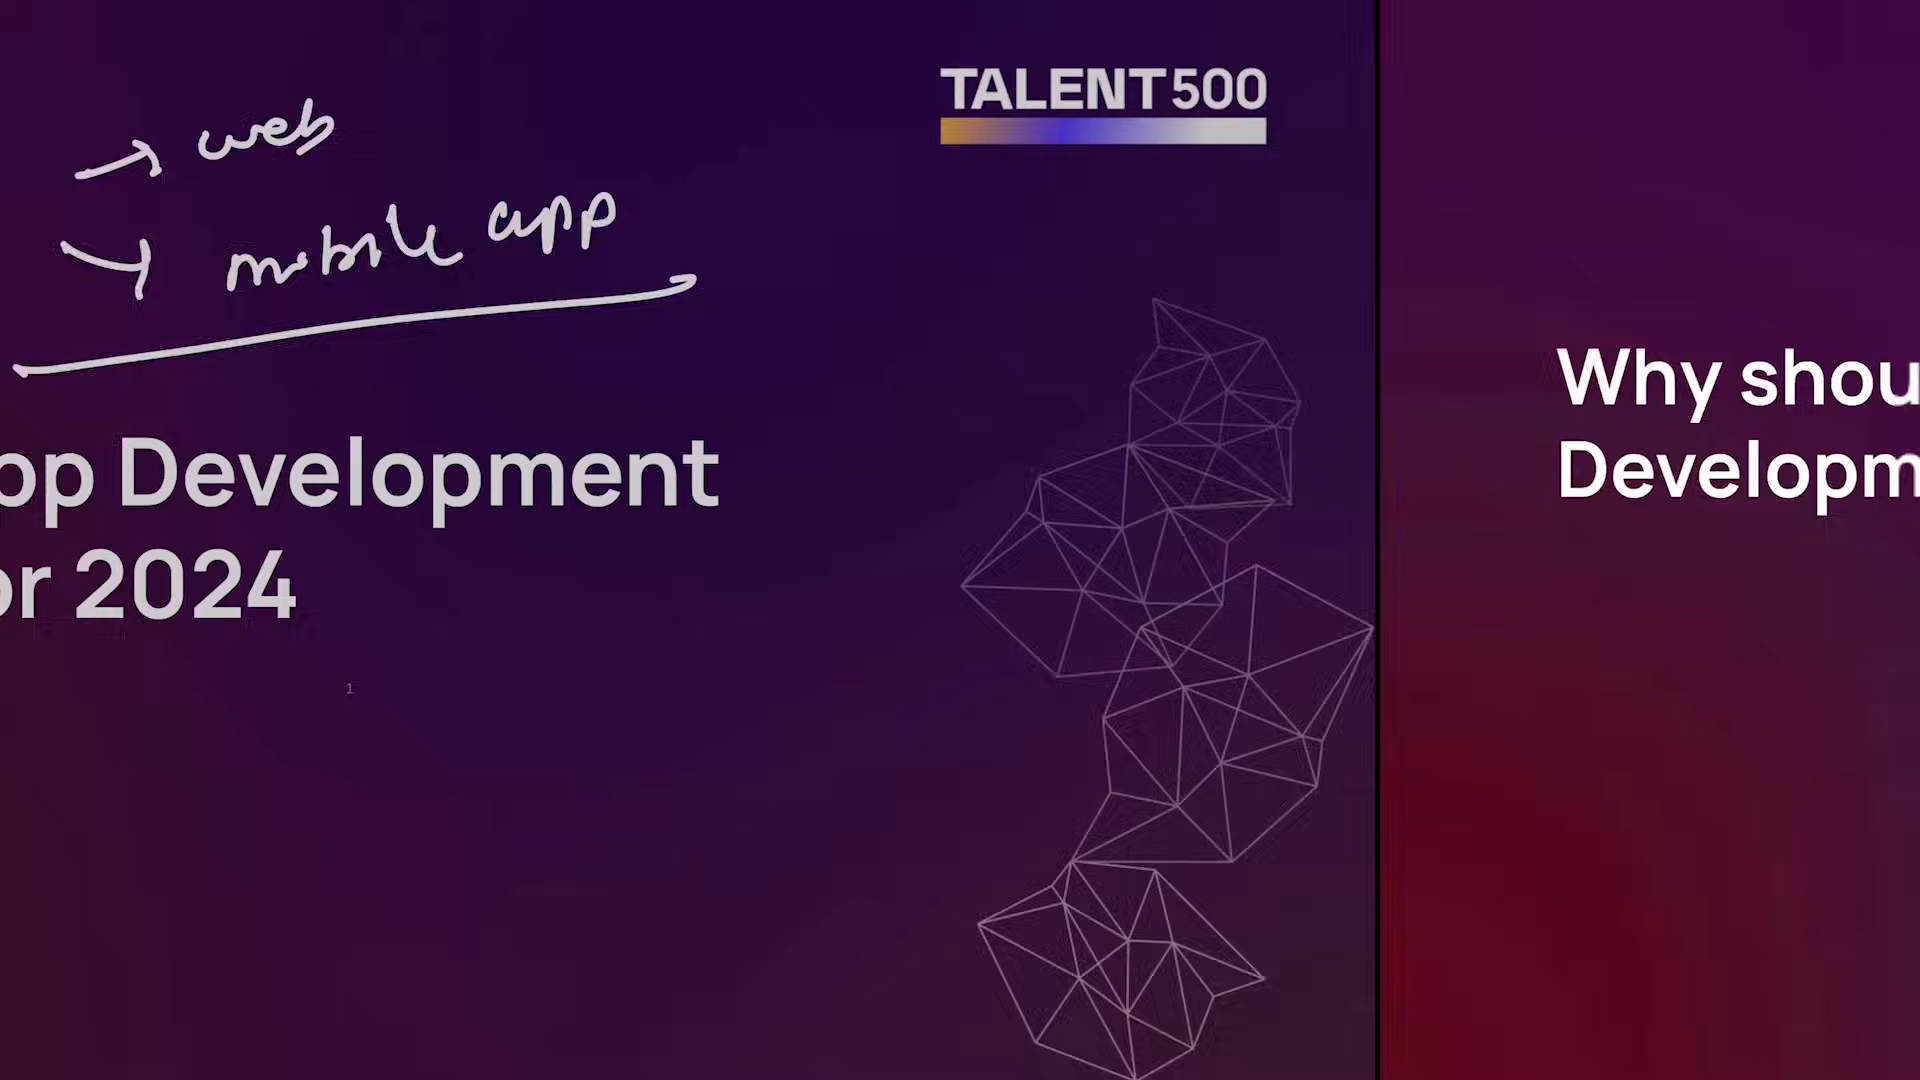 TALENT500
→ web
→ mobile app
pp Development
or 2024
1
Why shou
Developm